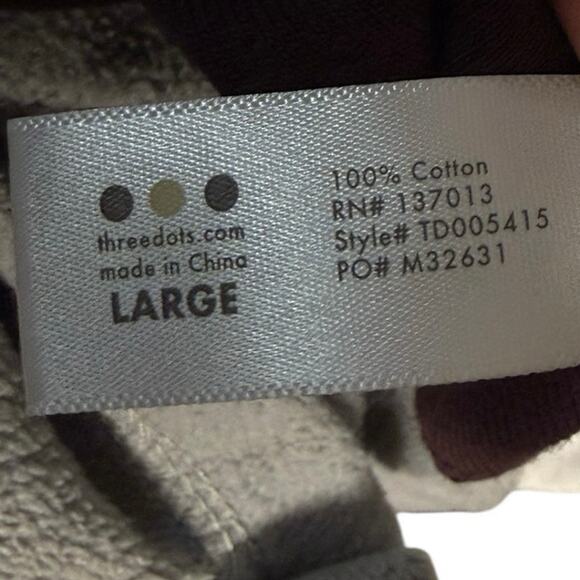 threedots.com
made in China
LARGE
100% Cotton
RN# 137013
Style# TD005415
PO# M32631